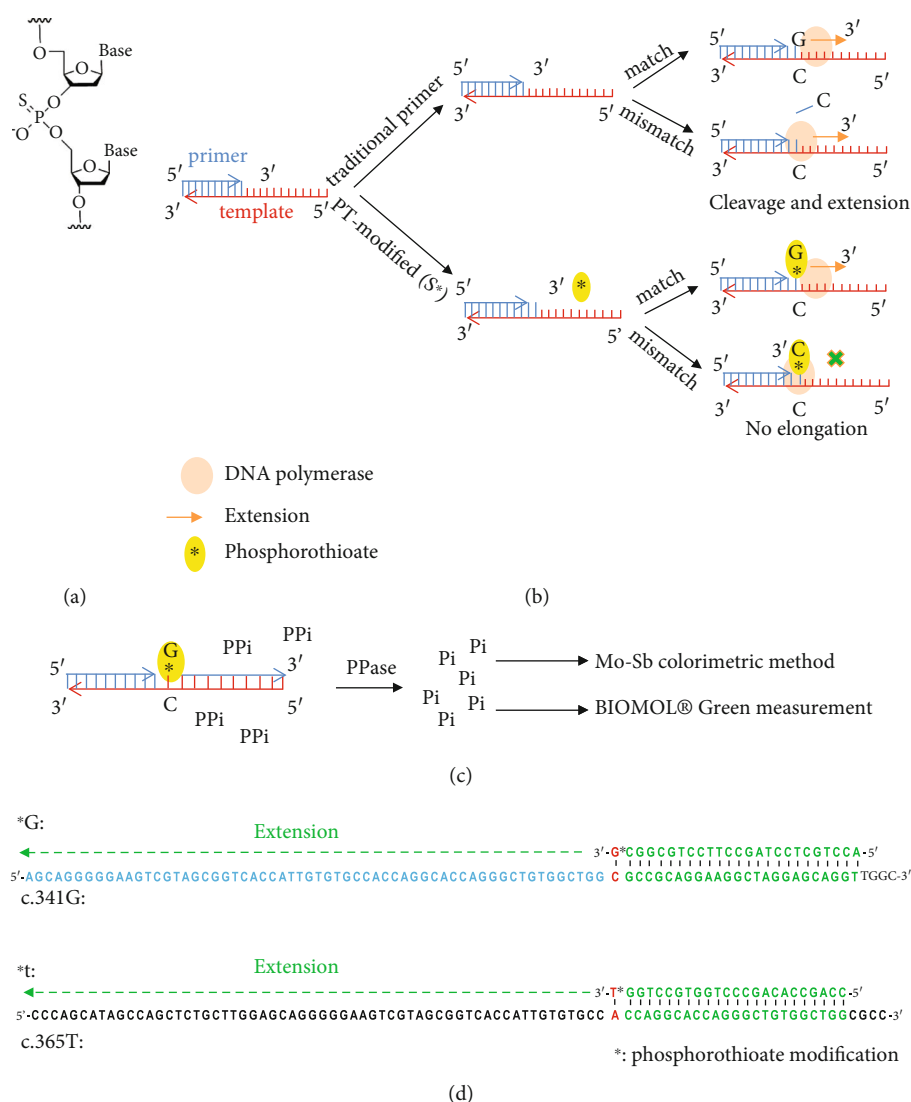 O
Base
O
O
S
P
⁻O
O
O
Base
O
O
(a)
primer
5′
3′
3′
template
5′
traditional primer
PT-modified (S*)
5′
3′
3′
5′
match
mismatch
5′
G
3′
3′
C
5′
C
5′
3′
3′
C
5′
Cleavage and extension
5′
3′
*
3′
5′
match
mismatch
5′
G
*
3′
3′
C
5′
5′
3′
C
*
3′
C
5′
No elongation
DNA polymerase
Extension
* Phosphorothioate
(b)
5′
G
*
PPi
PPi
3′
3′
C
PPi
PPi
5′
PPase
Pi
Pi
Pi
Pi
Pi
Pi
Mo-Sb colorimetric method
BIOMOL® Green measurement
(c)
*G:
Extension
3′-G*CGGCGTCCTTCCGATCCTCGTCCA-5′
5′-AGCAGGGGGAAGTCGTAGCGGTCACCATTGTGTGCCACCAGGCACCAGGGCTGTGGCTGG C GCCGCAGGAAGGCTAGGAGCAGGTTGGC-3′
c.341G:
*t:
Extension
3′-T*GGTCCGTGGTCCCGACACCGACC-5′
5′-CCCAGCATAGCCAGCTCTGCTTGGAGCAGGGGGAAGTCGTAGCGGTCACCATTGTGTGCC A CCAGGCACCAGGGCTGTGGCTGGCGCC-3′
c.365T:
*: phosphorothioate modification
(d)